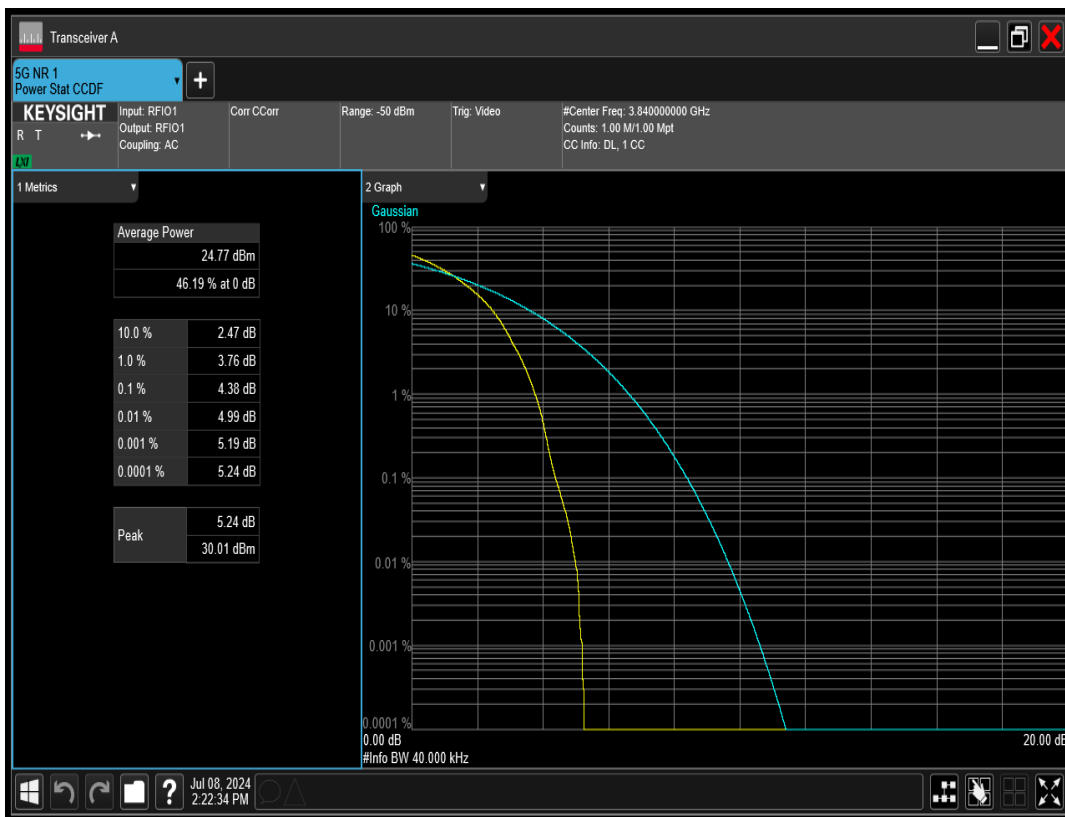 Transceiver A
5G NR 1
Power Stat CCDF
+
KEYSIGHT
R T
LXI
Input: RFIO1
Output: RFIO1
Coupling: AC
Corr CCorr
Range: -50 dBm
Trig: Video
#Center Freq: 3.840000000 GHz
Counts: 1.00 M/1.00 Mpt
CC Info: DL, 1 CC
1 Metrics
Average Power
24.77 dBm
46.19 % at 0 dB
10.0 % 2.47 dB
1.0 % 3.76 dB
0.1 % 4.38 dB
0.01 % 4.99 dB
0.001 % 5.19 dB
0.0001 % 5.24 dB
Peak
5.24 dB
30.01 dBm
2 Graph
Gaussian
100 %
10 %
1 %
0.1 %
0.01 %
0.001 %
0.0001 %
0.00 dB 20.00 dB
#Info BW 40.000 kHz
?
Jul 08, 2024
2:22:34 PM